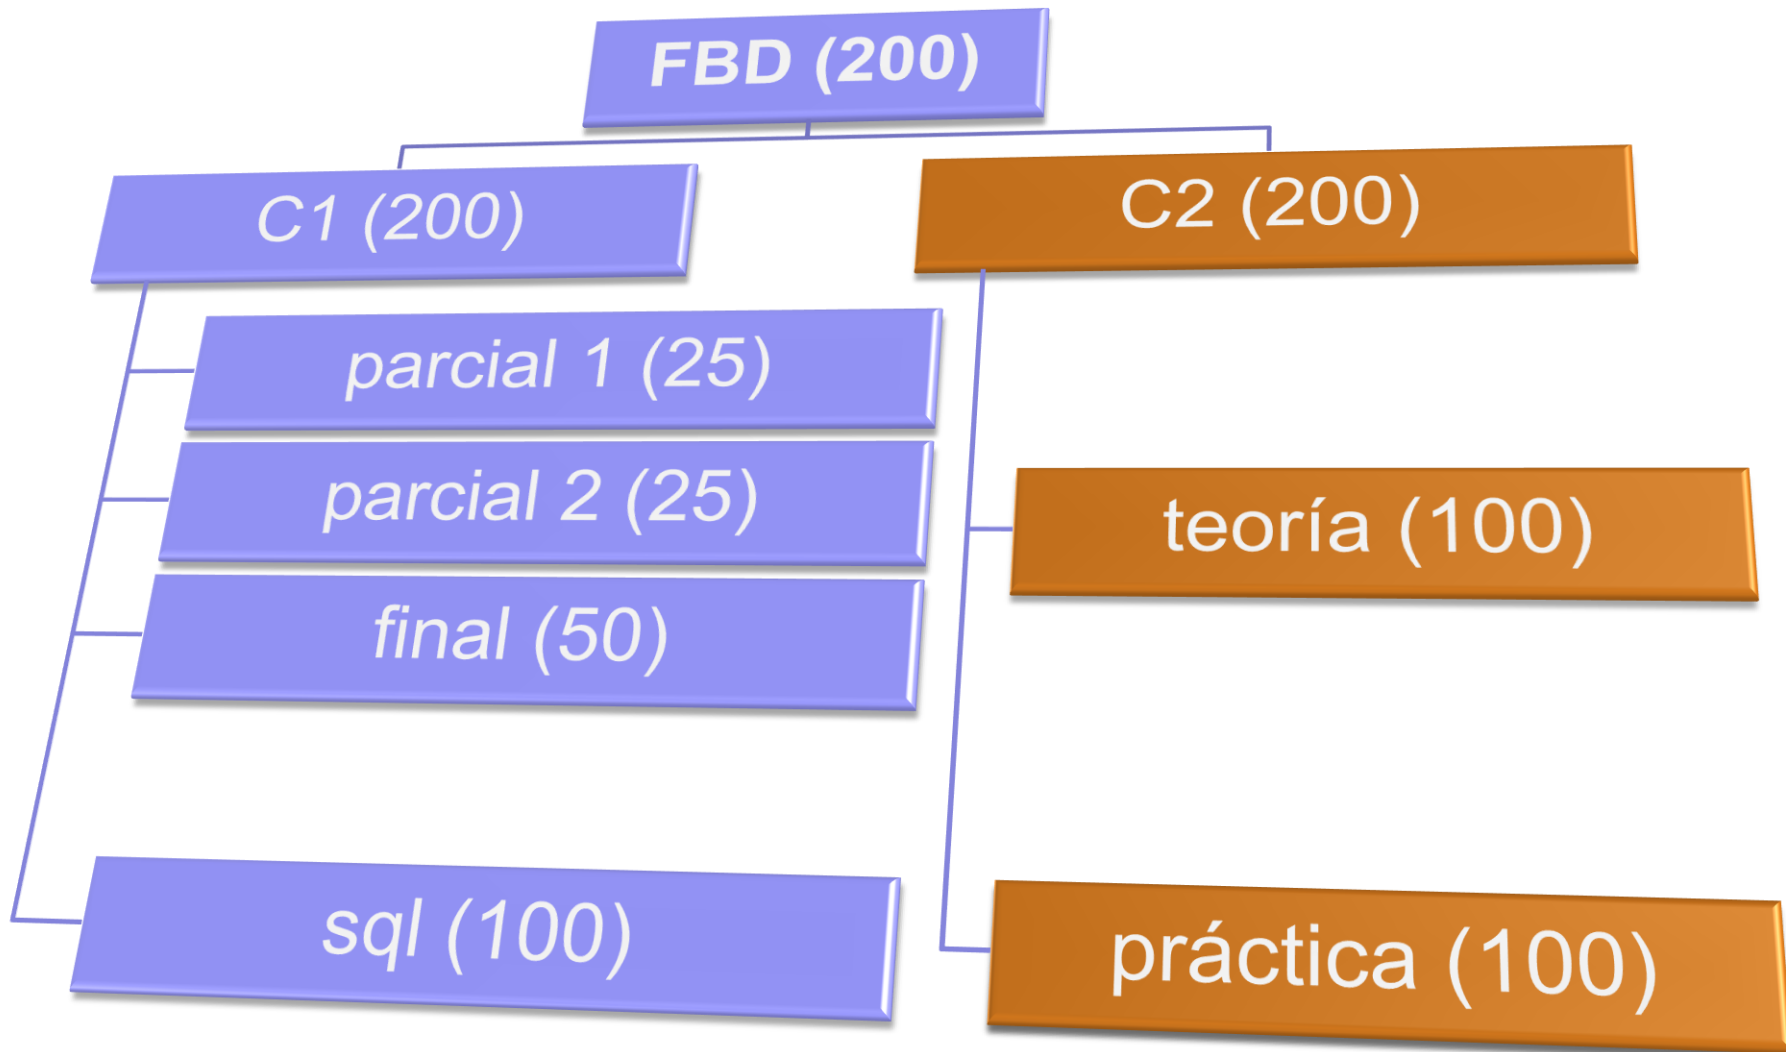 FBD (200)
C1 (200)
parcial 1 (25)
parcial 2 (25)
final (50)
sql (100)
C2 (200)
teoría (100)
práctica (100)